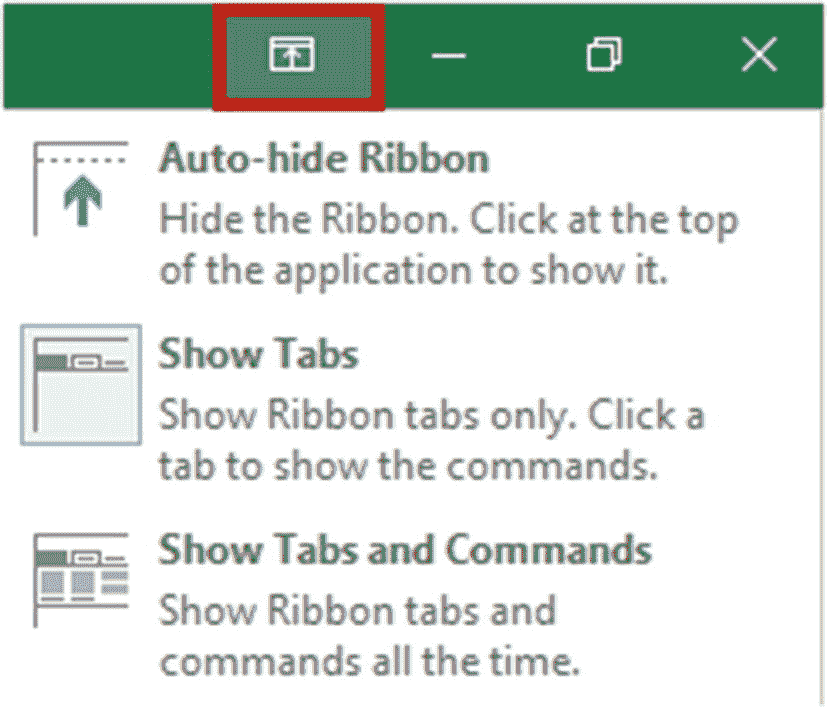 Auto-hide Ribbon
Hide the Ribbon. Click at the top
of the application to show it.
Show Tabs
Show Ribbon tabs only. Click a
tab to show the commands.
Show Tabs and Commands
Show Ribbon tabs and
commands all the time.